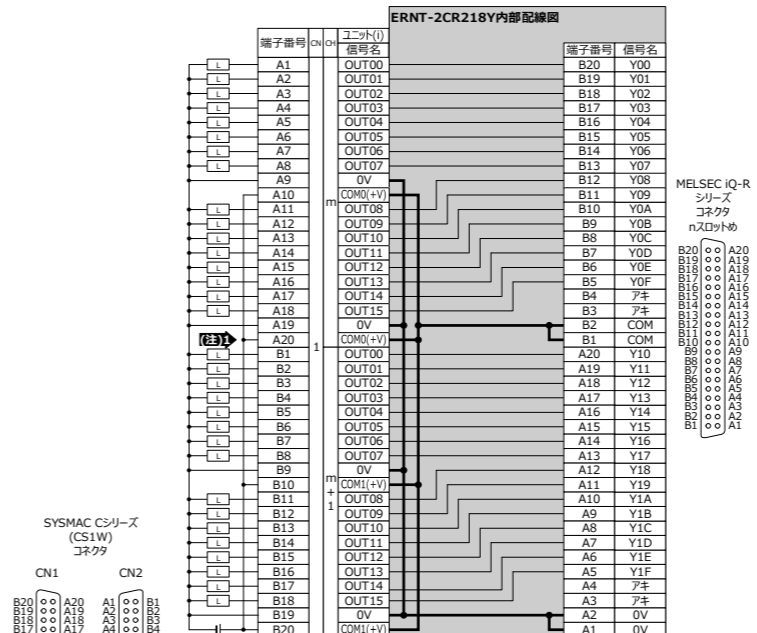 ERNT-2CR218Y内部配線図
端子番号 CN CH ユニット(i) 信号名 端子番号 信号名
L A1 OUT00 B20 Y00
L A2 OUT01 B19 Y01
L A3 OUT02 B18 Y02
L A4 OUT03 B17 Y03
L A5 OUT04 B16 Y04
L A6 OUT05 B15 Y05
L A7 OUT06 B14 Y06
L A8 OUT07 B13 Y07
A9 0V B12 Y08
A10 m COM0(+V) B11 Y09
L A11 OUT08 B10 Y0A
L A12 OUT09 B9 Y0B
L A13 OUT10 B8 Y0C
L A14 OUT11 B7 Y0D
L A15 OUT12 B6 Y0E
L A16 OUT13 B5 Y0F
L A17 OUT14 B4 アキ
L A18 OUT15 B3 アキ
A19 0V B2 COM
(注)1 A20 1 COM0(+V) B1 COM
L B1 OUT00 A20 Y10
L B2 OUT01 A19 Y11
L B3 OUT02 A18 Y12
L B4 OUT03 A17 Y13
L B5 OUT04 A16 Y14
L B6 OUT05 A15 Y15
L B7 OUT06 A14 Y16
L B8 OUT07 A13 Y17
B9 0V A12 Y18
B10 m+1 COM1(+V) A11 Y19
L B11 OUT08 A10 Y1A
L B12 OUT09 A9 Y1B
L B13 OUT10 A8 Y1C
L B14 OUT11 A7 Y1D
L B15 OUT12 A6 Y1E
L B16 OUT13 A5 Y1F
L B17 OUT14 A4 アキ
L B18 OUT15 A3 アキ
B19 0V A2 0V
B20 COM1(+V) A1 0V
MELSEC iQ-R
シリーズ
コネクタ
nスロットめ
B20 A20
B19 A19
B18 A18
B17 A17
B16 A16
B15 A15
B14 A14
B13 A13
B12 A12
B11 A11
B10 A10
B9 A9
B8 A8
B7 A7
B6 A6
B5 A5
B4 A4
B3 A3
B2 A2
B1 A1
SYSMAC Cシリーズ
(CS1W)
コネクタ
CN1 CN2
B20 A20 A1 B1
B19 A19 A2 B2
B18 A18 A3 B3
B17 A17 A4 B4